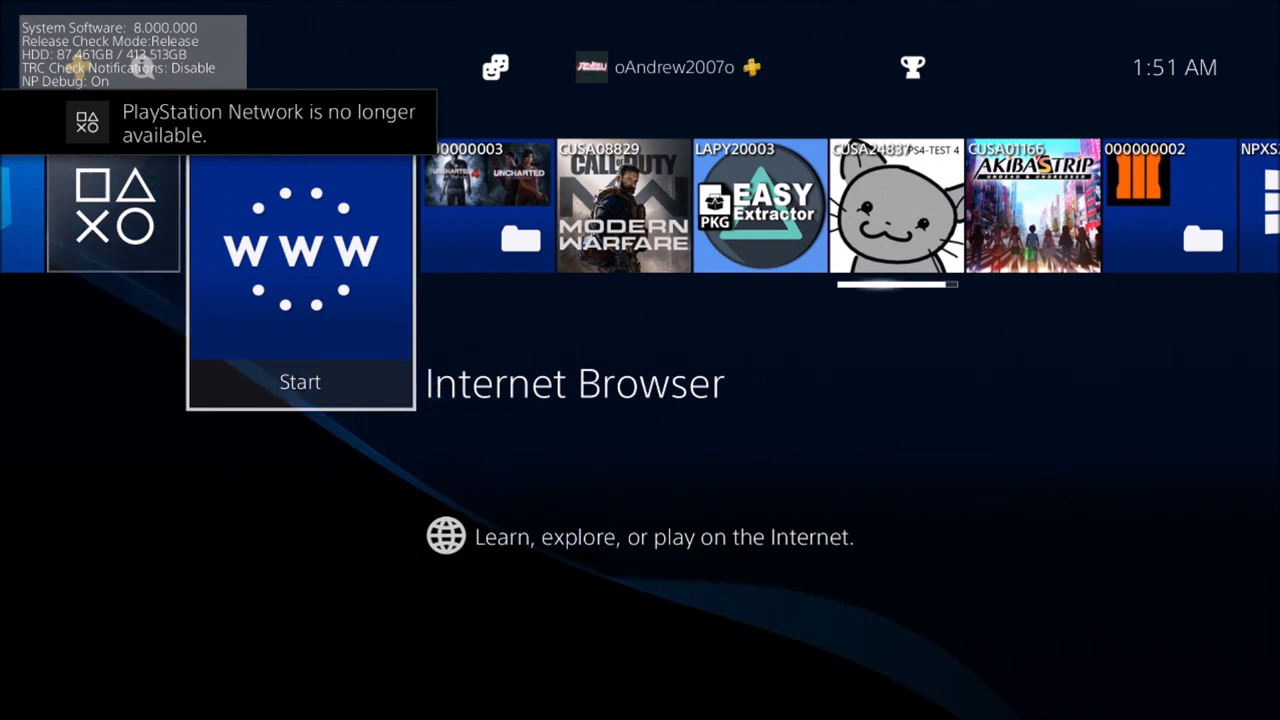 System Software: 8.000.000
Release Check Mode:Release
HDD: 87.461GB / 413.513GB
TRC Check Notifications: Disable
NP Debug: On
oAndrew2007o
1:51 AM
PlayStation Network is no longer
available.
00000003
CUSA08829
LAPY20003
CUSA24837
PS4-TEST 4
CUSA01166
000000002
NPXS
UNCHARTED
UNCHARTED
CALL OF DUTY
MODERN
WARFARE
PKG
EASY
Extractor
AKIBA'S TRIP
UNDEAD & UNDRESSED
WWW
Start
Internet Browser
Learn, explore, or play on the Internet.